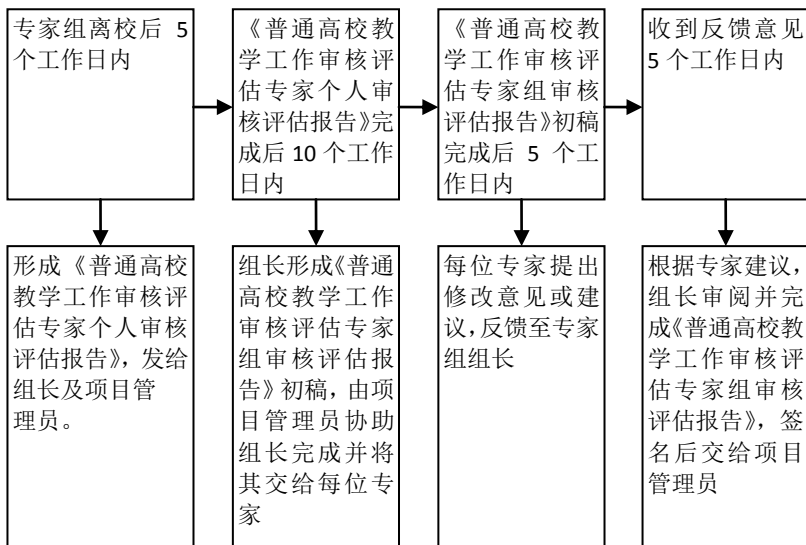 专家组离校后 5
个工作日内
《普通高校教
学工作审核评
估专家个人审
核评估报告》完
成后 10 个工作
日内
《普通高校教
学工作审核评
估专家组审核
评估报告》初稿
完成后 5 个工
作日内
收到反馈意见
5 个工作日内
形成《普通高校
教学工作审核评
估专家个人审核
评估报告》，发给
组长及项目管
理员。
组长形成《普通
高校教学工作
审核评估专家
组审核评估报
告》初稿，由项
目管理员协助
组长完成并将
其交给每位专
家
每位专家提出
修改意见或建
议，反馈至专家
组组长
根据专家建议，
组长审阅并完
成《普通高校教
学工作审核评
估专家组审核
评估报告》，签
名后交给项目
管理员